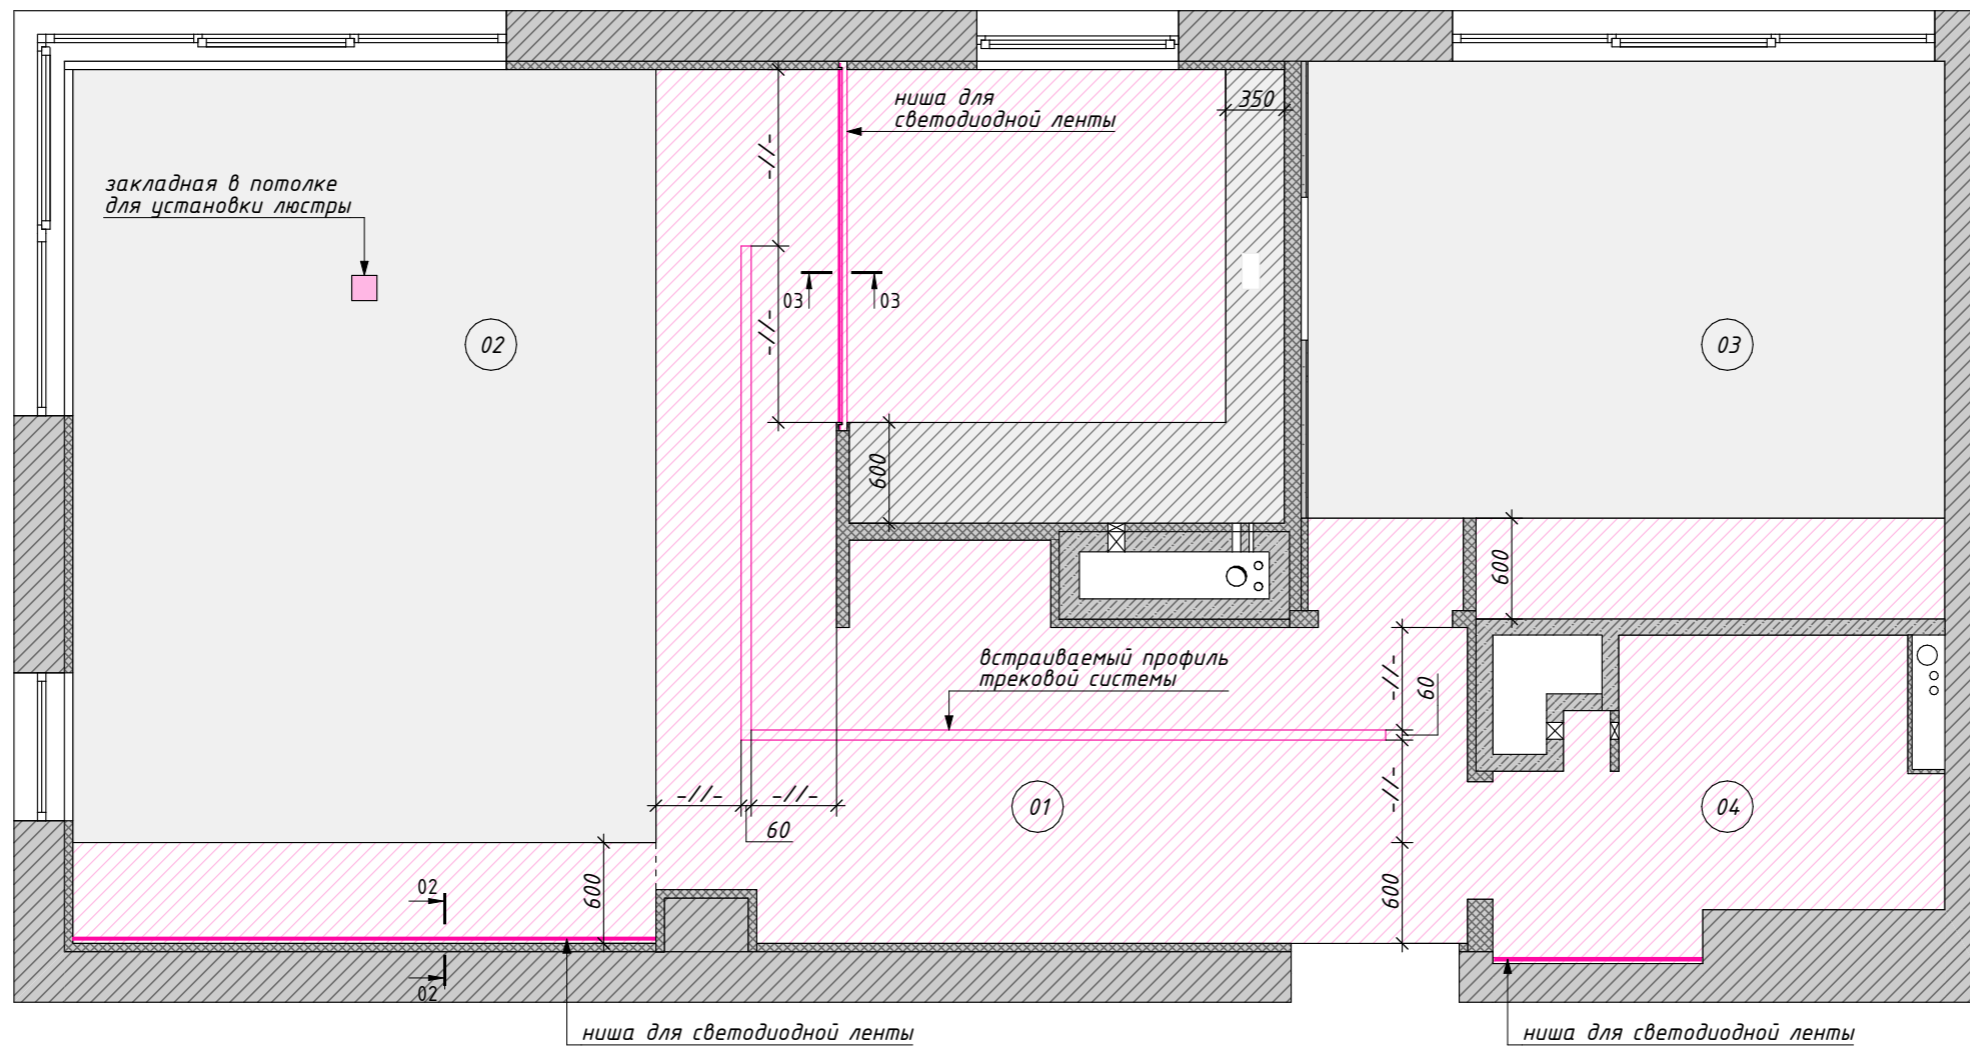 ниша для
светодиодной ленты
350
-//-
закладная в потолке
для установки люстры
03
03
-//-
02
03
600
600
встраиваемый профиль
трековой системы
-//-
60
-//-
-//-
60
01
-//-
04
600
02
600
02
ниша для светодиодной ленты
ниша для светодиодной ленты